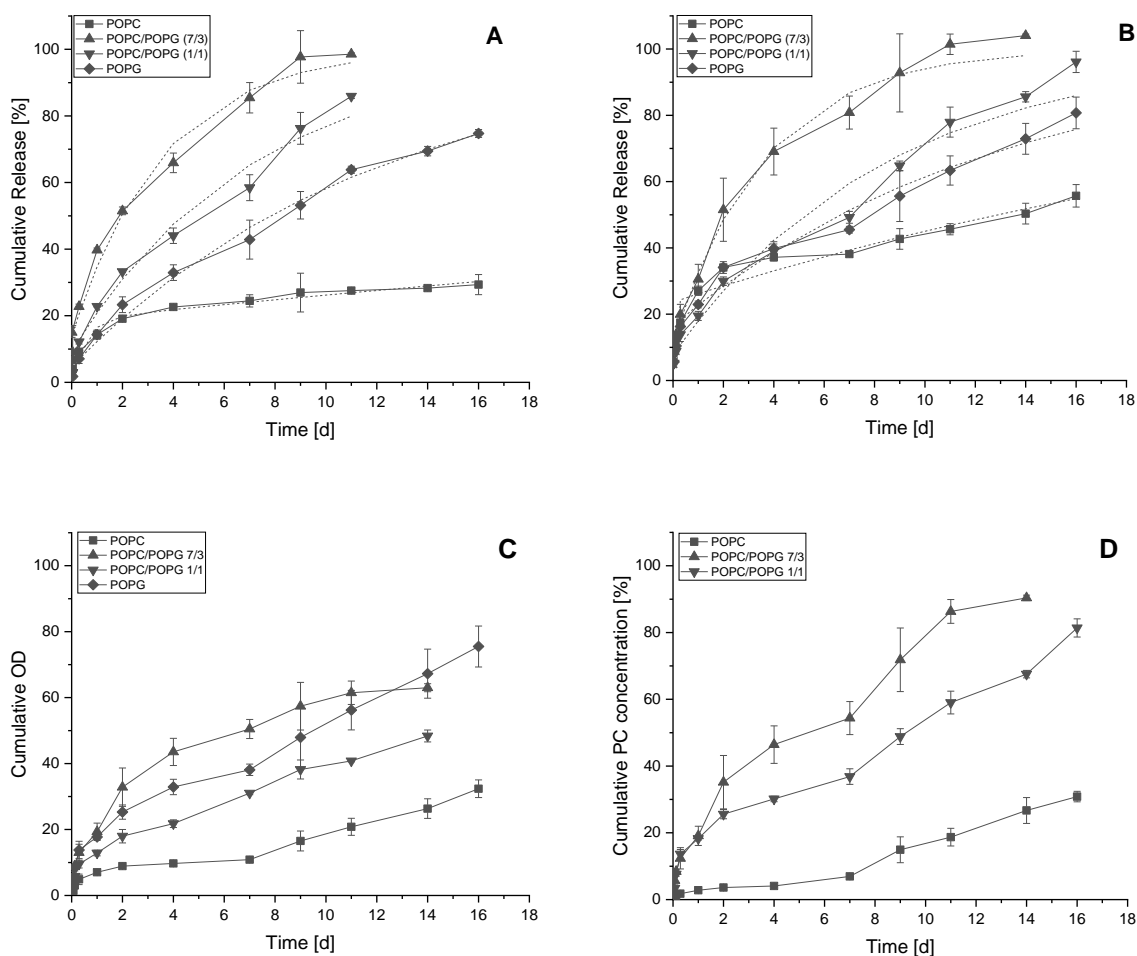 POPC
POPC/POPG (7/3)
POPC/POPG (1/1)
POPG
A
100
80
60
40
20
0
Cumulative Release [%]
0 2 4 6 8 10 12 14 16 18
Time [d]
POPC
POPC/POPG (7/3)
POPC/POPG (1/1)
POPG
B
100
80
60
40
20
0
Cumulative Release [%]
0 2 4 6 8 10 12 14 16 18
Time [d]
POPC
POPC/POPG 7/3
POPC/POPG 1/1
POPG
C
100
80
60
40
20
0
Cumulative OD
0 2 4 6 8 10 12 14 16 18
Time [d]
POPC
POPC/POPG 7/3
POPC/POPG 1/1
D
100
80
60
40
20
0
Cumulative PC concentration [%]
0 2 4 6 8 10 12 14 16 18
Time [d]